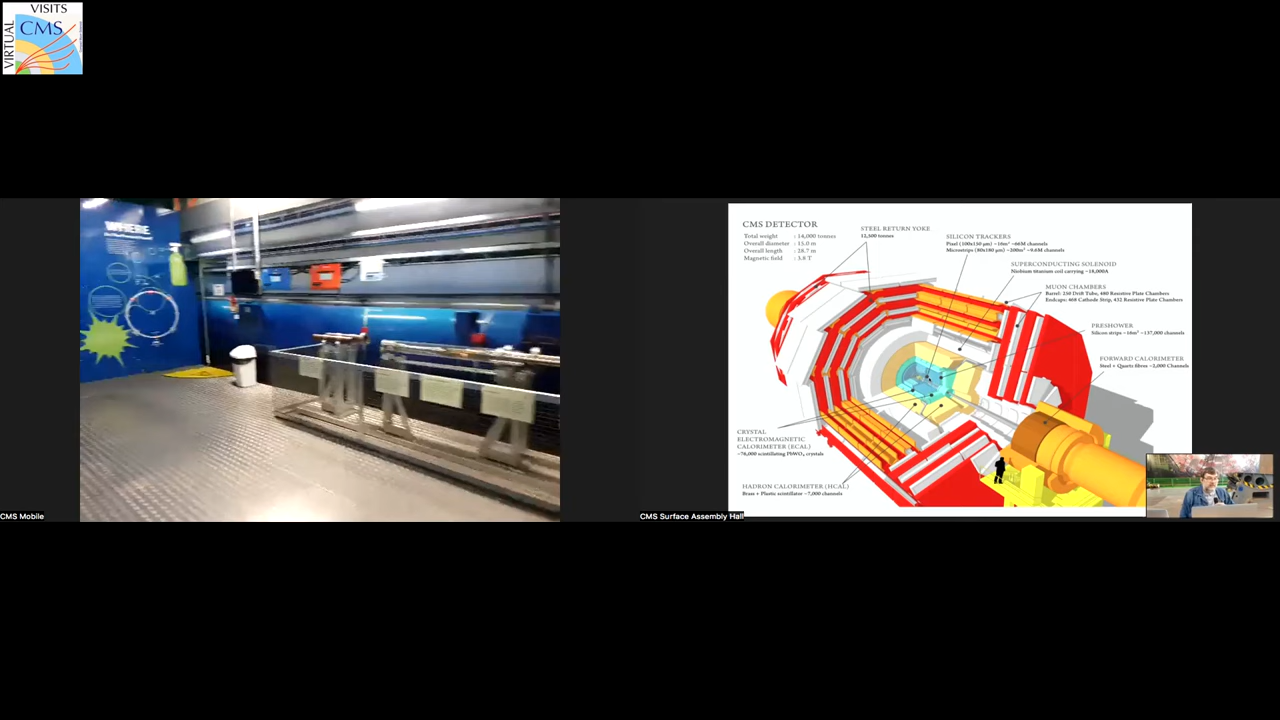 VISITS
CMS
VIRTUAL
WHERE
CMS DETECTOR
Total weight : 14,000 tonnes
Overall diameter : 15.0 m
Overall length : 28.7 m
Magnetic field : 3.8 T
STEEL RETURN YOKE
12,500 tonnes
SILICON TRACKERS
Pixel (100x150 μm) ~16m² ~66M channels
Microstrips (80x180 μm) ~200m² ~9.6M channels
SUPERCONDUCTING SOLENOID
Niobium titanium coil carrying ~18,000A
MUON CHAMBERS
Barrel: 250 Drift Tube, 480 Resistive Plate Chambers
Endcaps: 468 Cathode Strip, 432 Resistive Plate Chambers
PRESHOWER
Silicon strips ~16m² ~137,000 channels
FORWARD CALORIMETER
Steel + Quartz fibres ~2,000 Channels
CRYSTAL
ELECTROMAGNETIC
CALORIMETER (ECAL)
~76,000 scintillating PbWO₄ crystals
HADRON CALORIMETER (HCAL)
Brass + Plastic scintillator ~7,000 channels
CMS Mobile
CMS Surface Assembly Hall